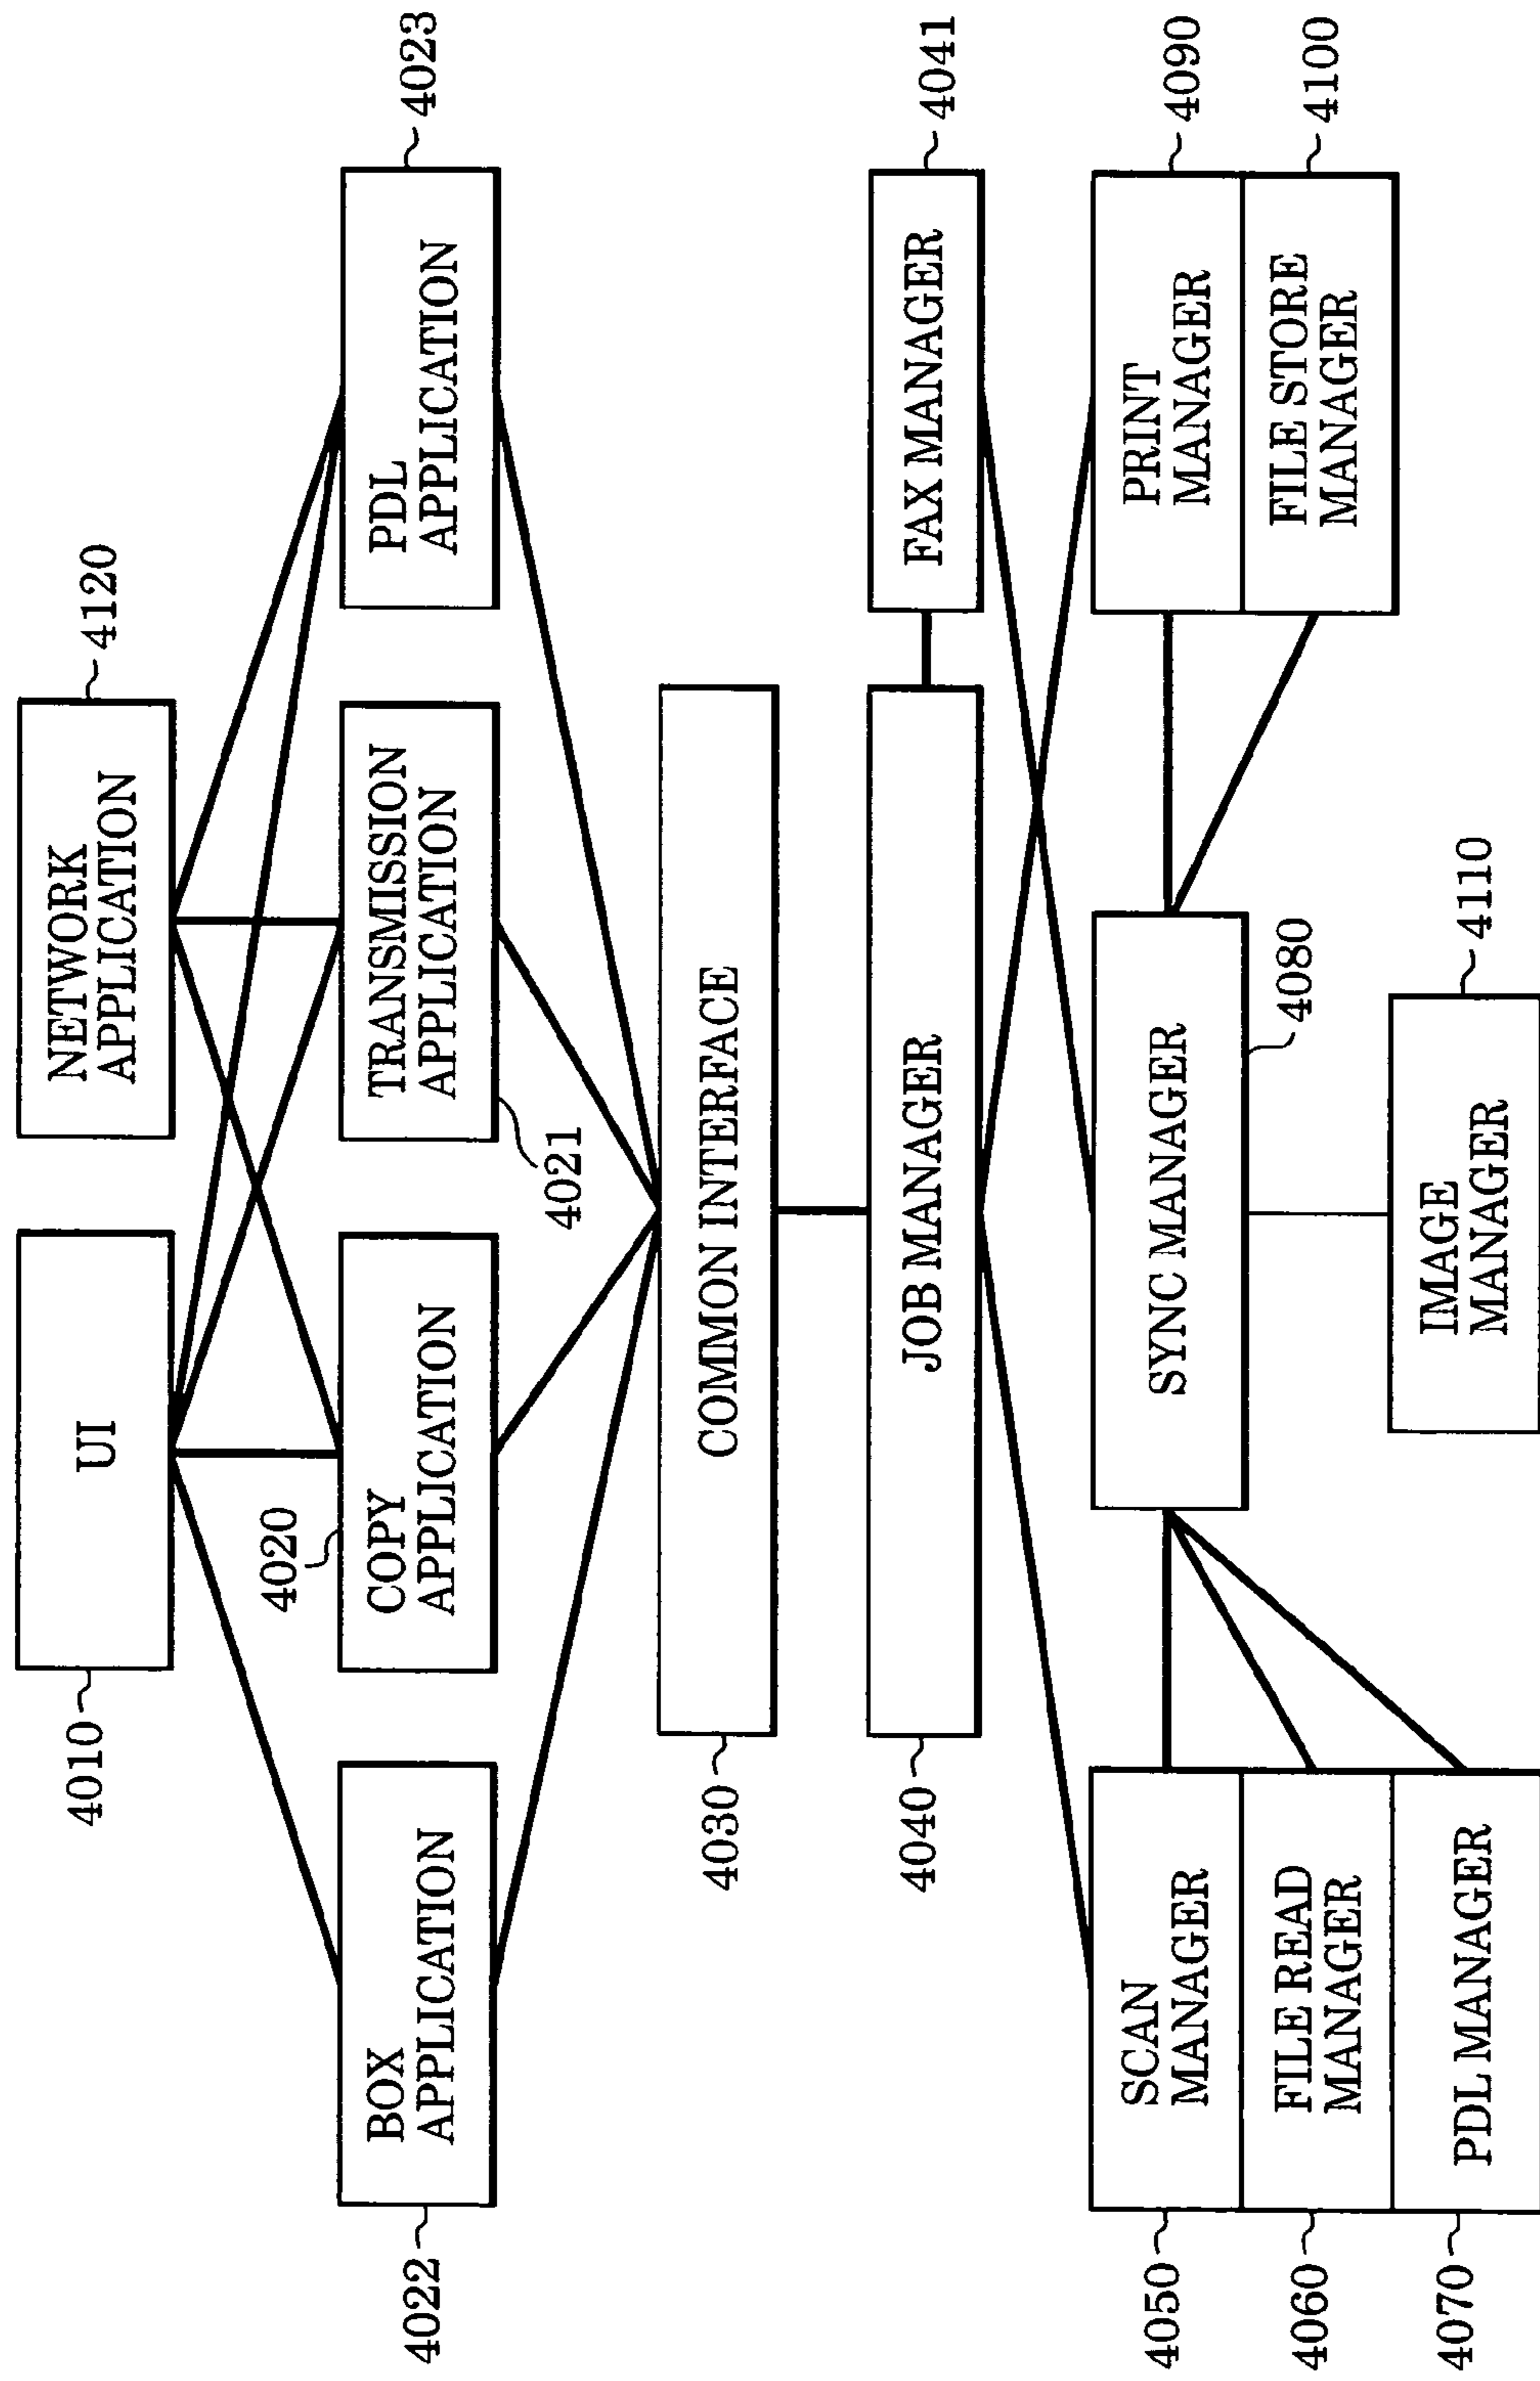 4010
UI
NETWORK
APPLICATION
4120
4022
BOX
APPLICATION
4020
COPY
APPLICATION
4021
TRANSMISSION
APPLICATION
PDL
APPLICATION
4023
4030
COMMON INTERFACE
4040
JOB MANAGER
FAX MANAGER
4041
4050
SCAN
MANAGER
4060
FILE READ
MANAGER
4070
PDL MANAGER
SYNC MANAGER
4080
PRINT
MANAGER
4090
FILE STORE
MANAGER
4100
IMAGE
MANAGER
4110